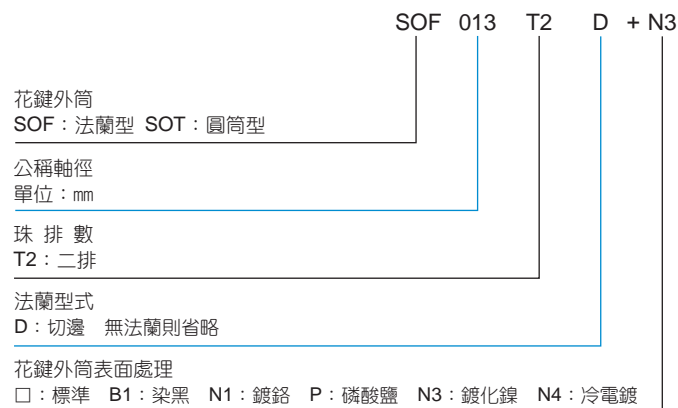 SOF 013 T2 D + N3
花鍵外筒
SOF：法蘭型 SOT：圓筒型
公稱軸徑
單位：㎜
珠 排 數
T2：二排
法蘭型式
D：切邊 無法蘭則省略
花鍵外筒表面處理
□：標準 B1：染黑 N1：鍍鉻 P：磷酸鹽 N3：鍍化鎳 N4：冷電鍍